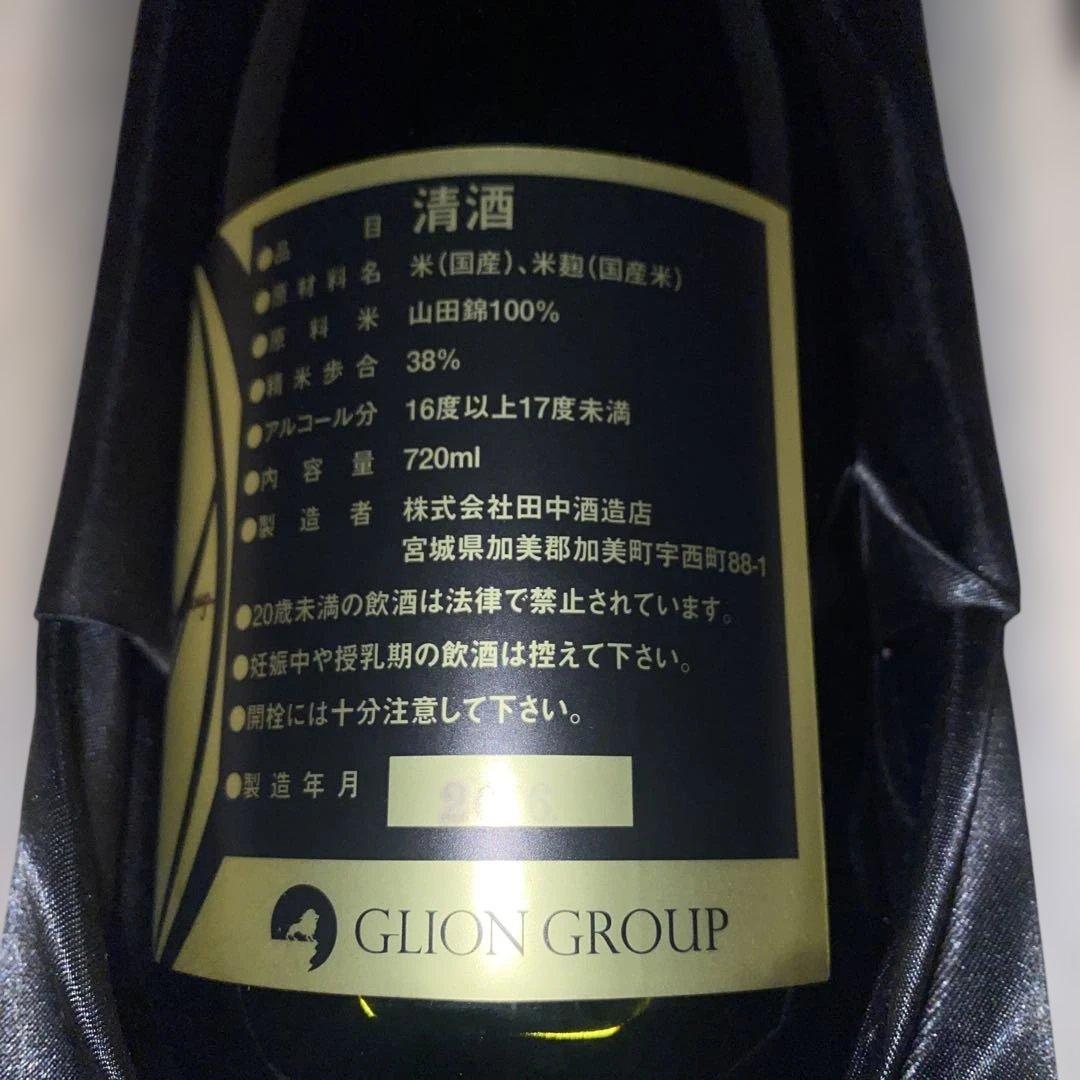 ●品目 清酒
●原材料名 米(国産)、米麹(国産米)
●原料米 山田錦100%
●精米歩合 38%
●アルコール分 16度以上17度未満
●内容量 720ml
●製造者 株式会社田中酒造店
宮城県加美郡加美町字西町88-1
●20歳未満の飲酒は法律で禁止されています。
●妊娠中や授乳期の飲酒は控えて下さい。
●開栓には十分注意して下さい。
●製造年月
GLION GROUP